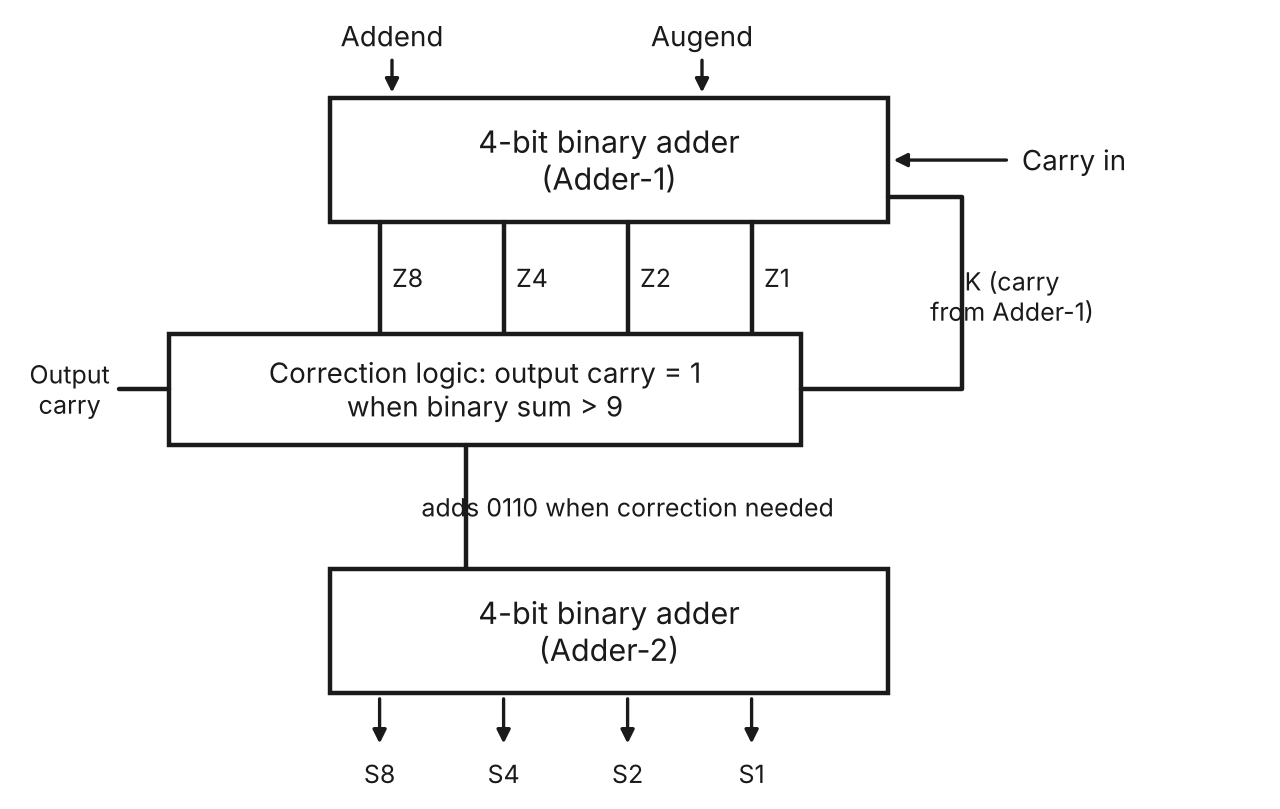 Addend
Augend
4-bit binary adder
(Adder-1)
Carry in
Z8
Z4
Z2
Z1
K (carry
from Adder-1)
Output
carry
Correction logic: output carry = 1
when binary sum > 9
adds 0110 when correction needed
4-bit binary adder
(Adder-2)
S8
S4
S2
S1